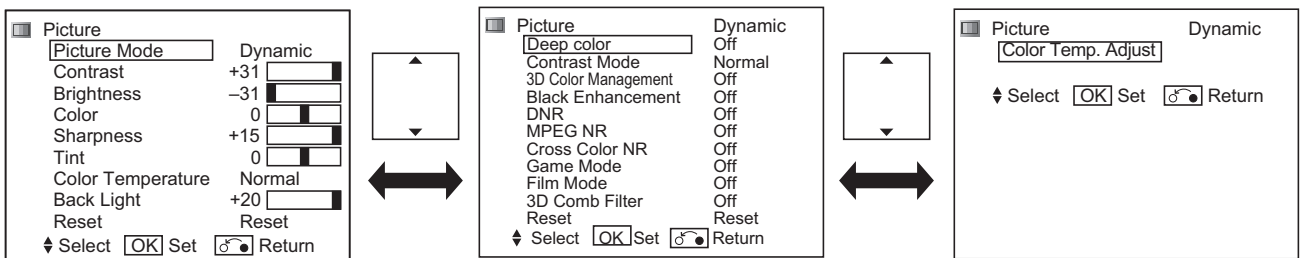 Picture
Picture Mode Dynamic
Contrast +31
Brightness –31
Color 0
Sharpness +15
Tint 0
Color Temperature Normal
Back Light +20
Reset Reset
Select OK Set Return
Picture Dynamic
Deep color Off
Contrast Mode Normal
3D Color Management Off
Black Enhancement Off
DNR Off
MPEG NR Off
Cross Color NR Off
Game Mode Off
Film Mode Off
3D Comb Filter Off
Reset Reset
Select OK Set Return
Picture Dynamic
Color Temp. Adjust
Select OK Set Return